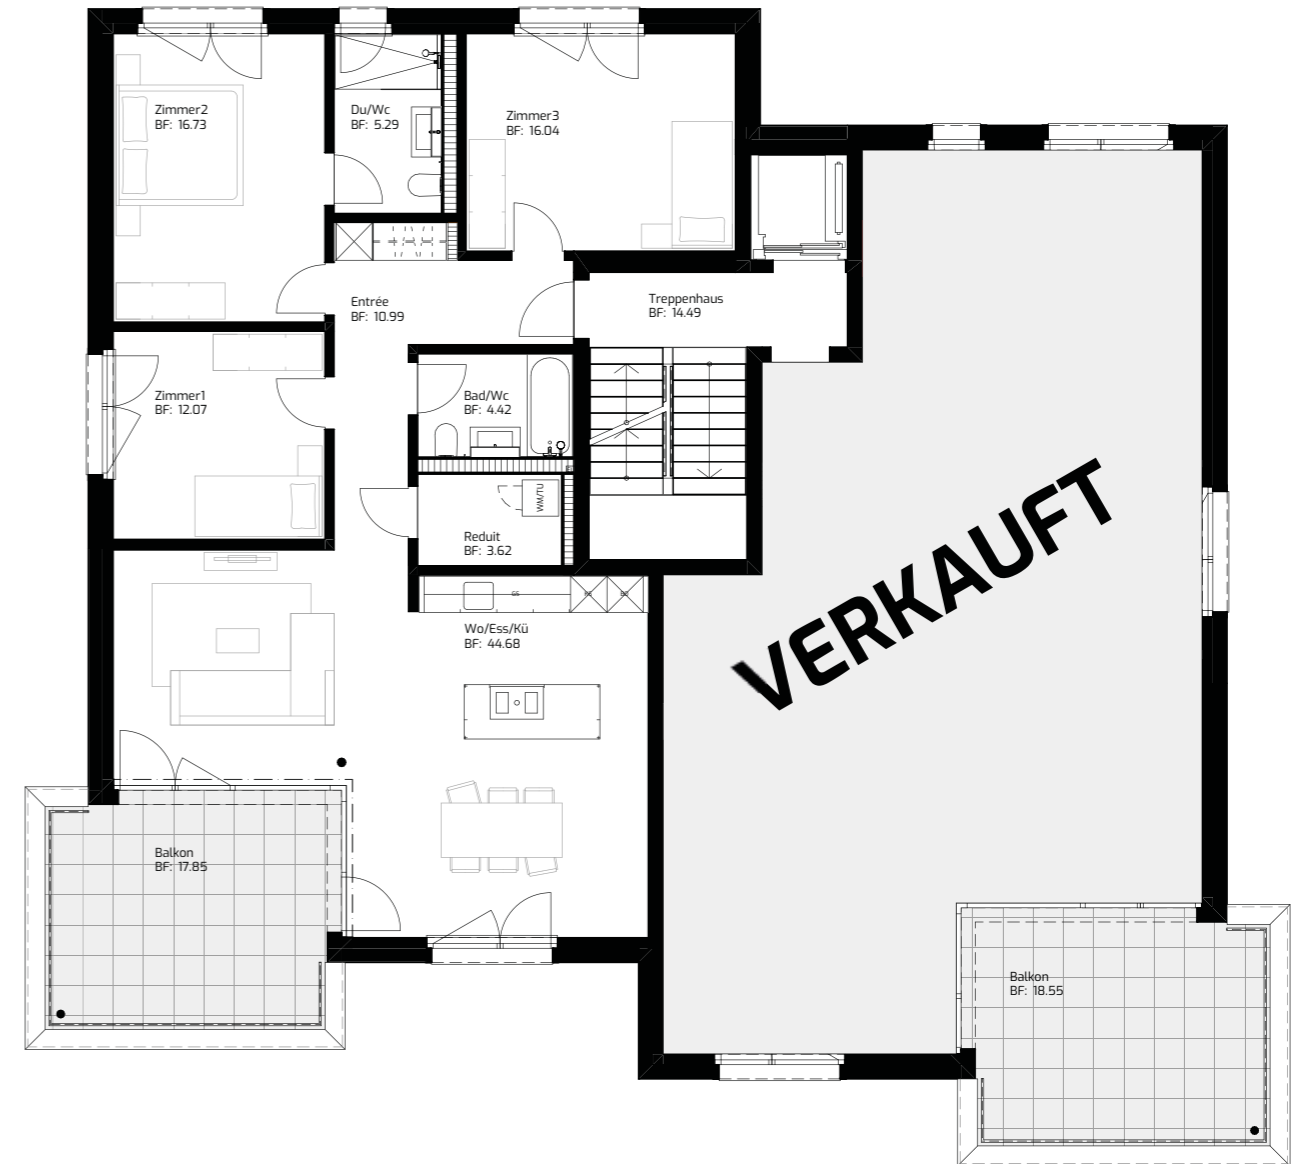 Zimmer2
BF: 16.73
Du/Wc
BF: 5.29
Zimmer3
BF: 16.04
Entrée
BF: 10.99
Treppenhaus
BF: 14.49
Zimmer1
BF: 12.07
Bad/Wc
BF: 4.42
WM/TU
Reduit
BF: 3.62
GS
Wo/Ess/Kü
BF: 44.68
VERKAUFT
Balkon
BF: 17.85
Balkon
BF: 18.55